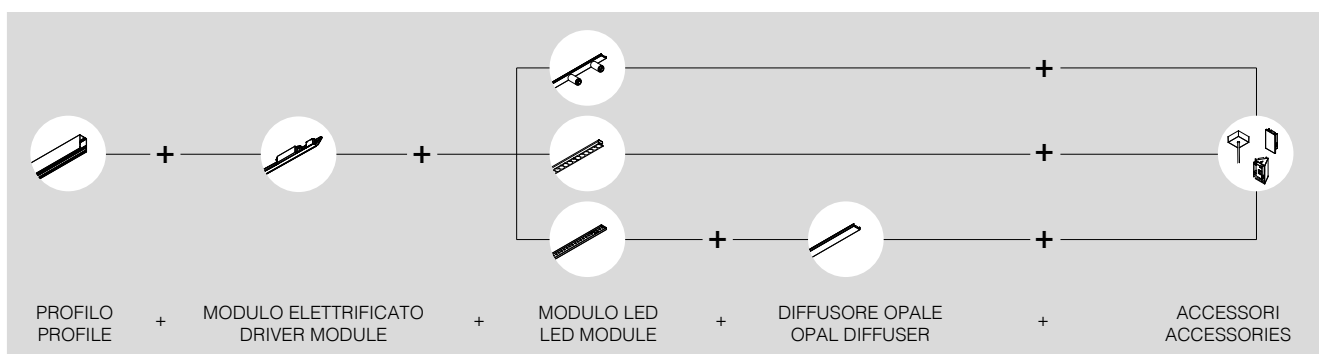 + + + + + + +
PROFILO
PROFILE
+
MODULO ELETTRIFICATO
DRIVER MODULE
+
MODULO LED
LED MODULE
+
DIFFUSORE OPALE
OPAL DIFFUSER
+
ACCESSORI
ACCESSORIES